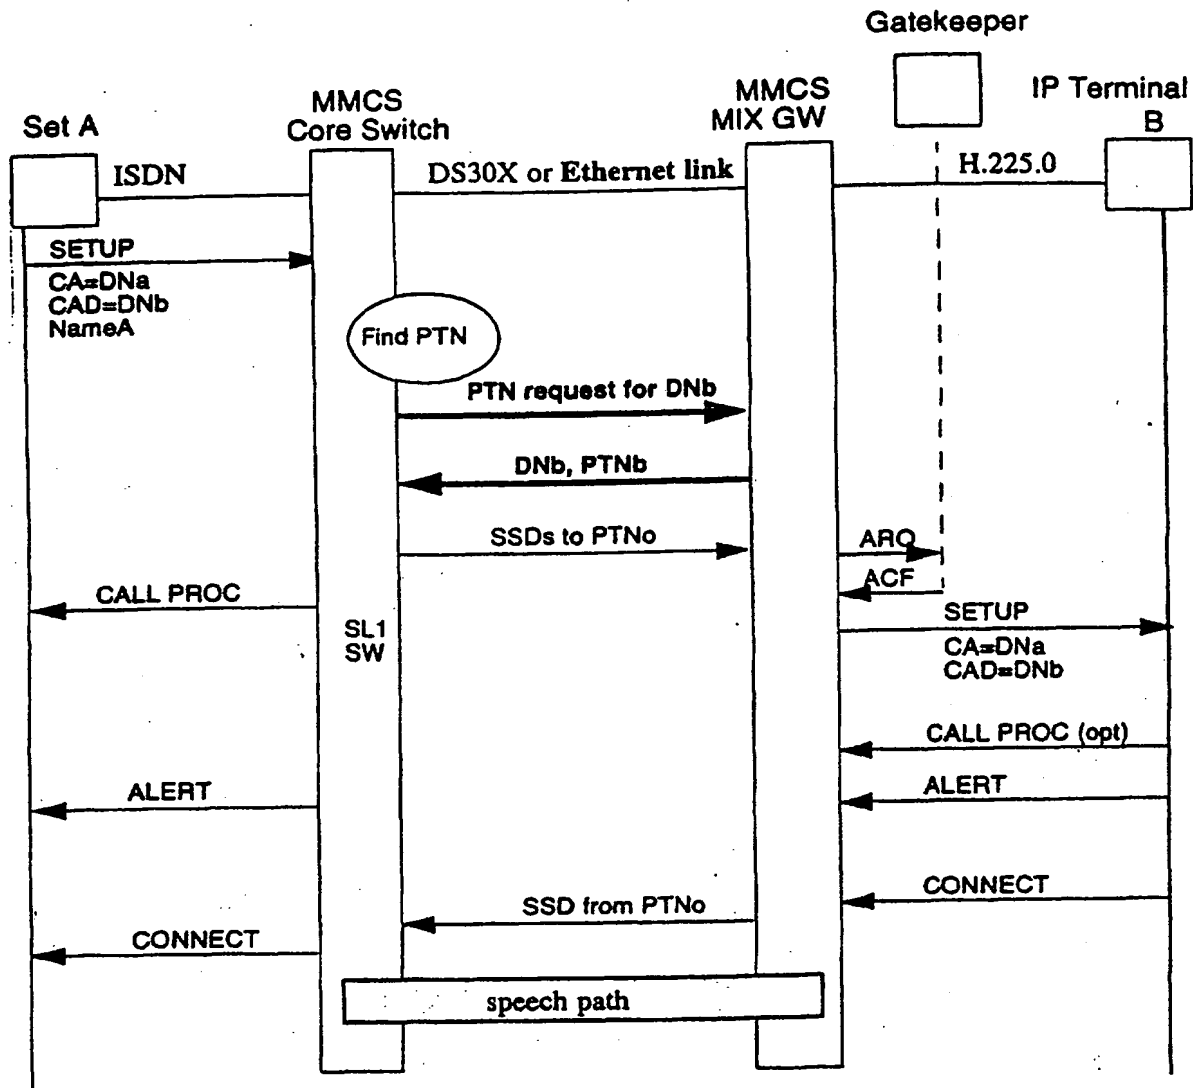 Gatekeeper
MMCS
MIX GW
IP Terminal
B
MMCS
Core Switch
Set A
ISDN
DS30X or Ethernet link
H.225.0
SETUP
CA=DNa
CAD=DNb
NameA
Find PTN
PTN request for DNb
DNb, PTNb
SSDs to PTNo
ARQ
ACF
CALL PROC
SETUP
CA=DNa
CAD=DNb
SL1
SW
CALL PROC (opt)
ALERT
ALERT
CONNECT
SSD from PTNo
CONNECT
speech path